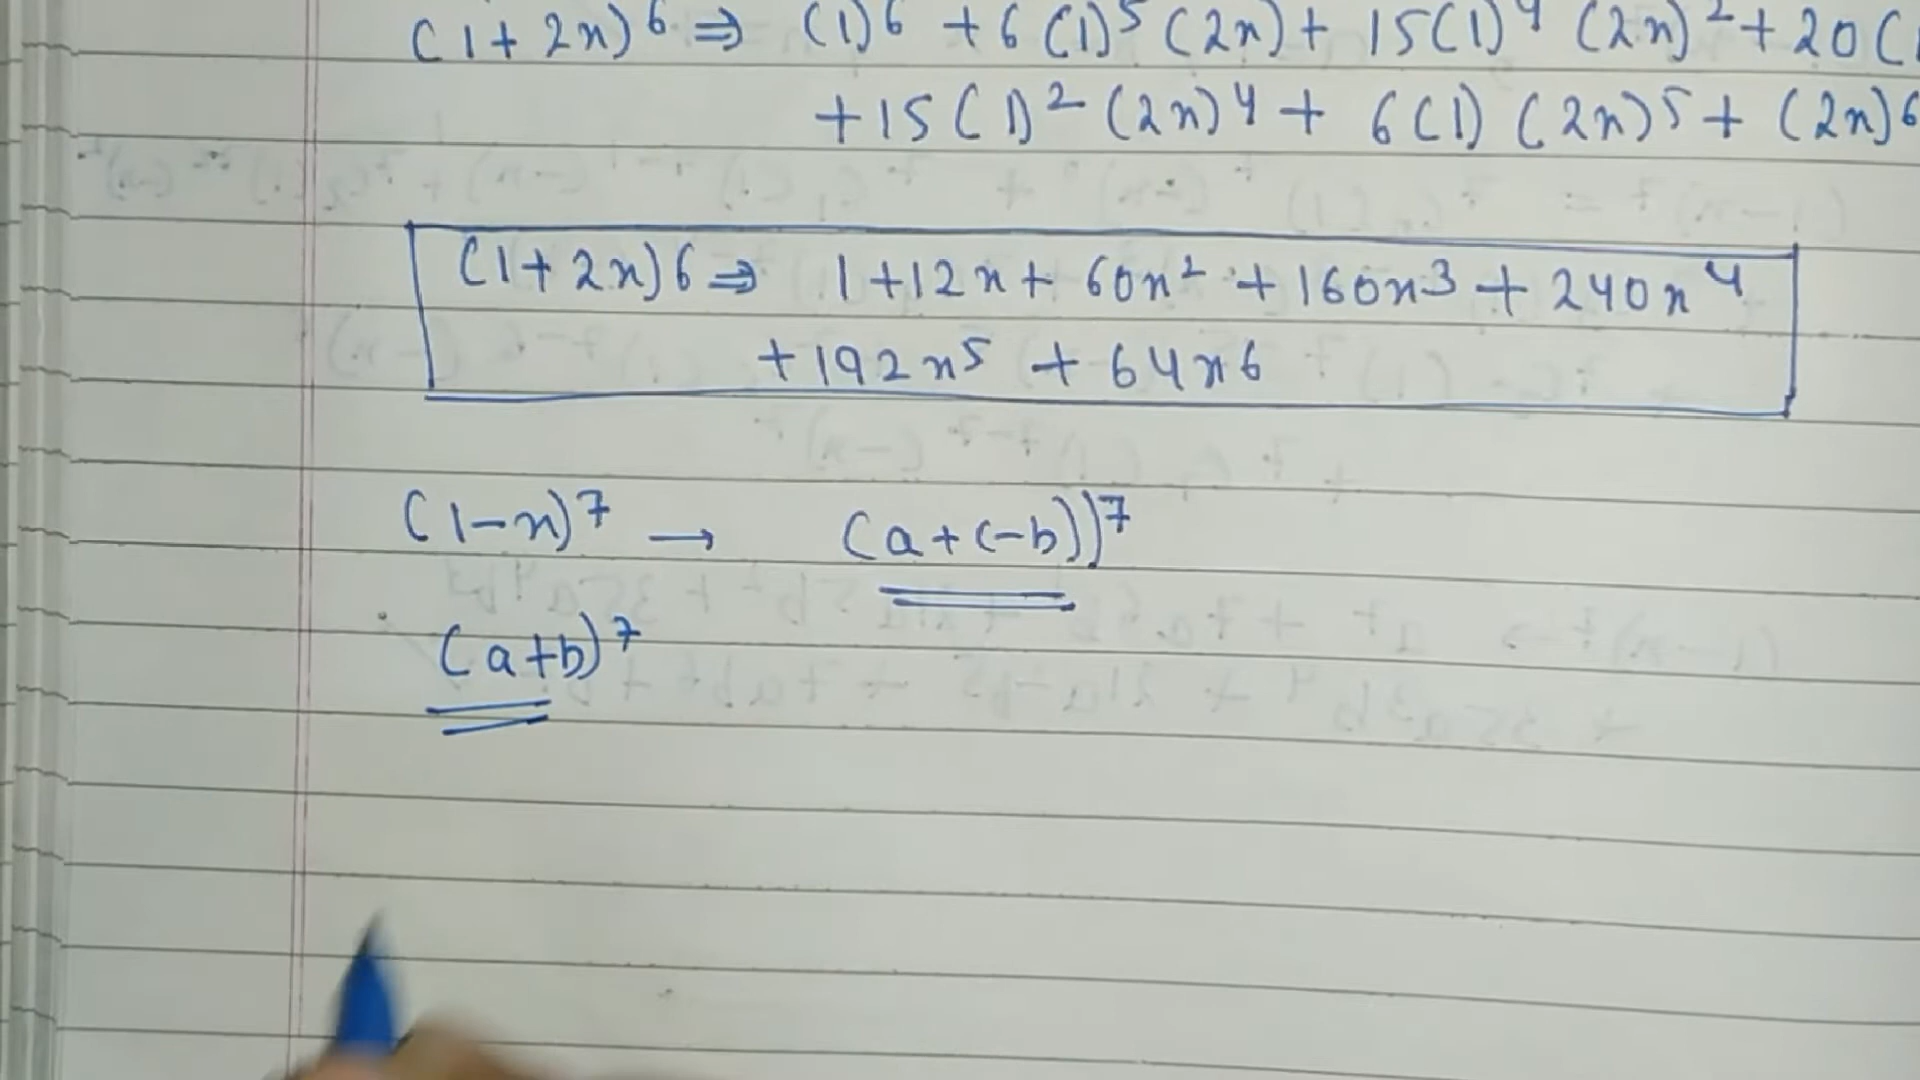 (1+2x)⁶ ⇒ (1)⁶ + 6(1)⁵(2x) + 15(1)⁴(2x)² + 20(
+15(1)²(2x)⁴ + 6(1)(2x)⁵ + (2x)⁶
(1+2x)⁶ ⇒ 1+12x+60x²+160x³+240x⁴
+192x⁵ + 64x⁶
(1-x)⁷ → (a+(-b))⁷
(a+b)⁷